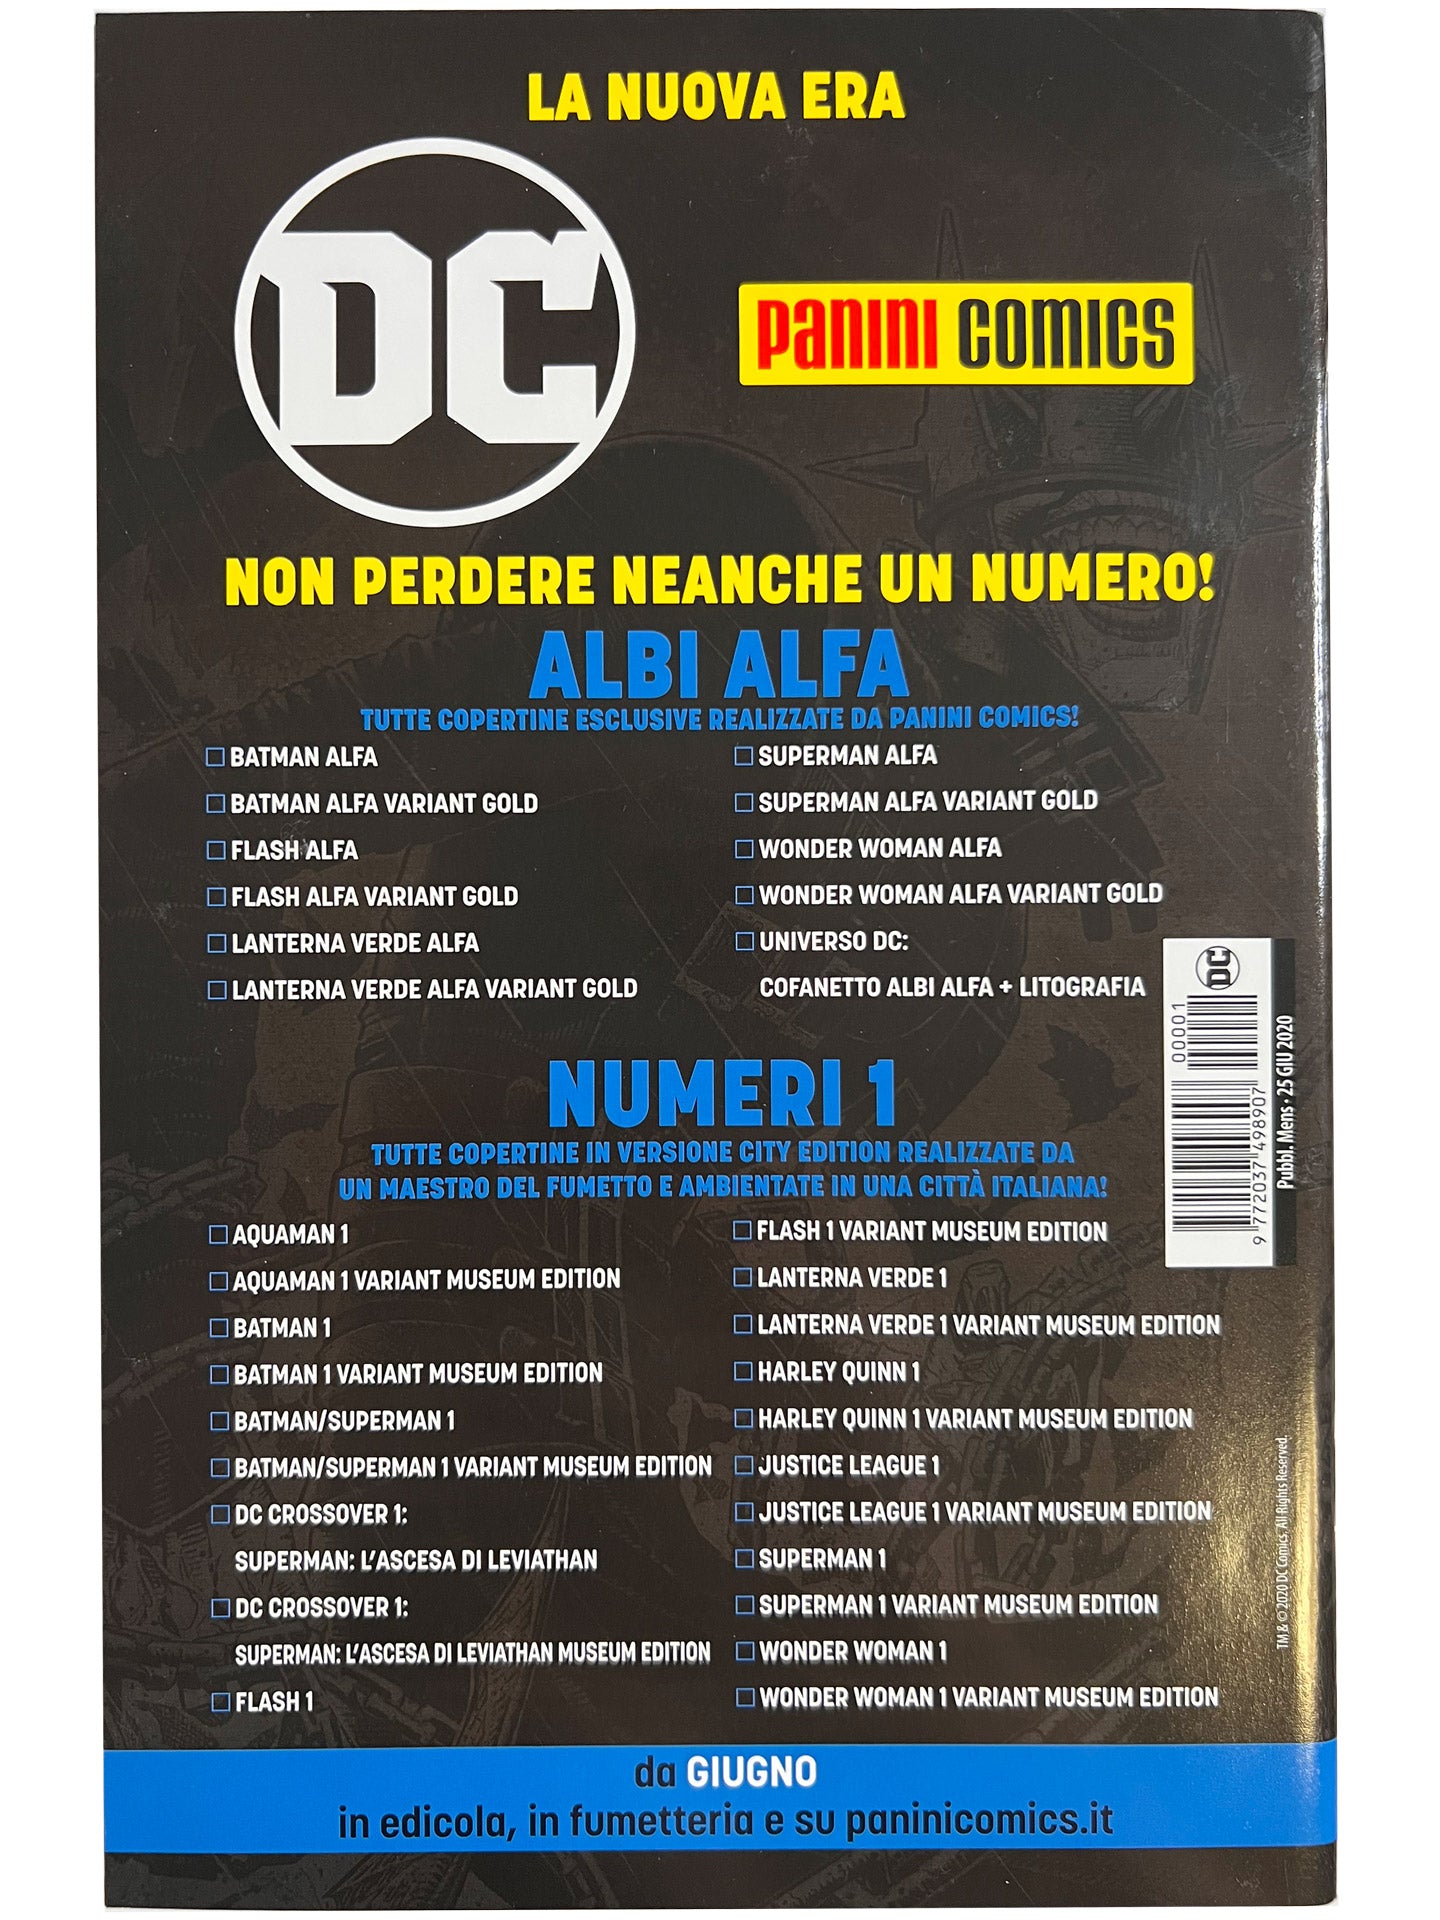 LA NUOVA ERA
DC
PANINI COMICS
NON PERDERE NEANCHE UN NUMERO!
ALBI ALFA
TUTTE COPERTINE ESCLUSIVE REALIZZATE DA PANINI COMICS!
BATMAN ALFA
BATMAN ALFA VARIANT GOLD
FLASH ALFA
FLASH ALFA VARIANT GOLD
LANTERNA VERDE ALFA
LANTERNA VERDE ALFA VARIANT GOLD
SUPERMAN ALFA
SUPERMAN ALFA VARIANT GOLD
WONDER WOMAN ALFA
WONDER WOMAN ALFA VARIANT GOLD
UNIVERSO DC:
COFANETTO ALBI ALFA + LITOGRAFIA
NUMERI 1
TUTTE COPERTINE IN VERSIONE CITY EDITION REALIZZATE DA
UN MAESTRO DEL FUMETTO E AMBIENTATE IN UNA CITTÀ ITALIANA!
AQUAMAN 1
AQUAMAN 1 VARIANT MUSEUM EDITION
BATMAN 1
BATMAN 1 VARIANT MUSEUM EDITION
BATMAN/SUPERMAN 1
BATMAN/SUPERMAN 1 VARIANT MUSEUM EDITION
DC CROSSOVER 1:
SUPERMAN: L'ASCESA DI LEVIATHAN
DC CROSSOVER 1:
SUPERMAN: L'ASCESA DI LEVIATHAN MUSEUM EDITION
FLASH 1
FLASH 1 VARIANT MUSEUM EDITION
LANTERNA VERDE 1
LANTERNA VERDE 1 VARIANT MUSEUM EDITION
HARLEY QUINN 1
HARLEY QUINN 1 VARIANT MUSEUM EDITION
JUSTICE LEAGUE 1
JUSTICE LEAGUE 1 VARIANT MUSEUM EDITION
SUPERMAN 1
SUPERMAN 1 VARIANT MUSEUM EDITION
WONDER WOMAN 1
WONDER WOMAN 1 VARIANT MUSEUM EDITION
DC
00001
9 772037 498907
Pubbl. Mens • 25 GIU 2020
TM & © 2020 DC Comics. All Rights Reserved.
da GIUGNO
in edicola, in fumetteria e su paninicomics.it